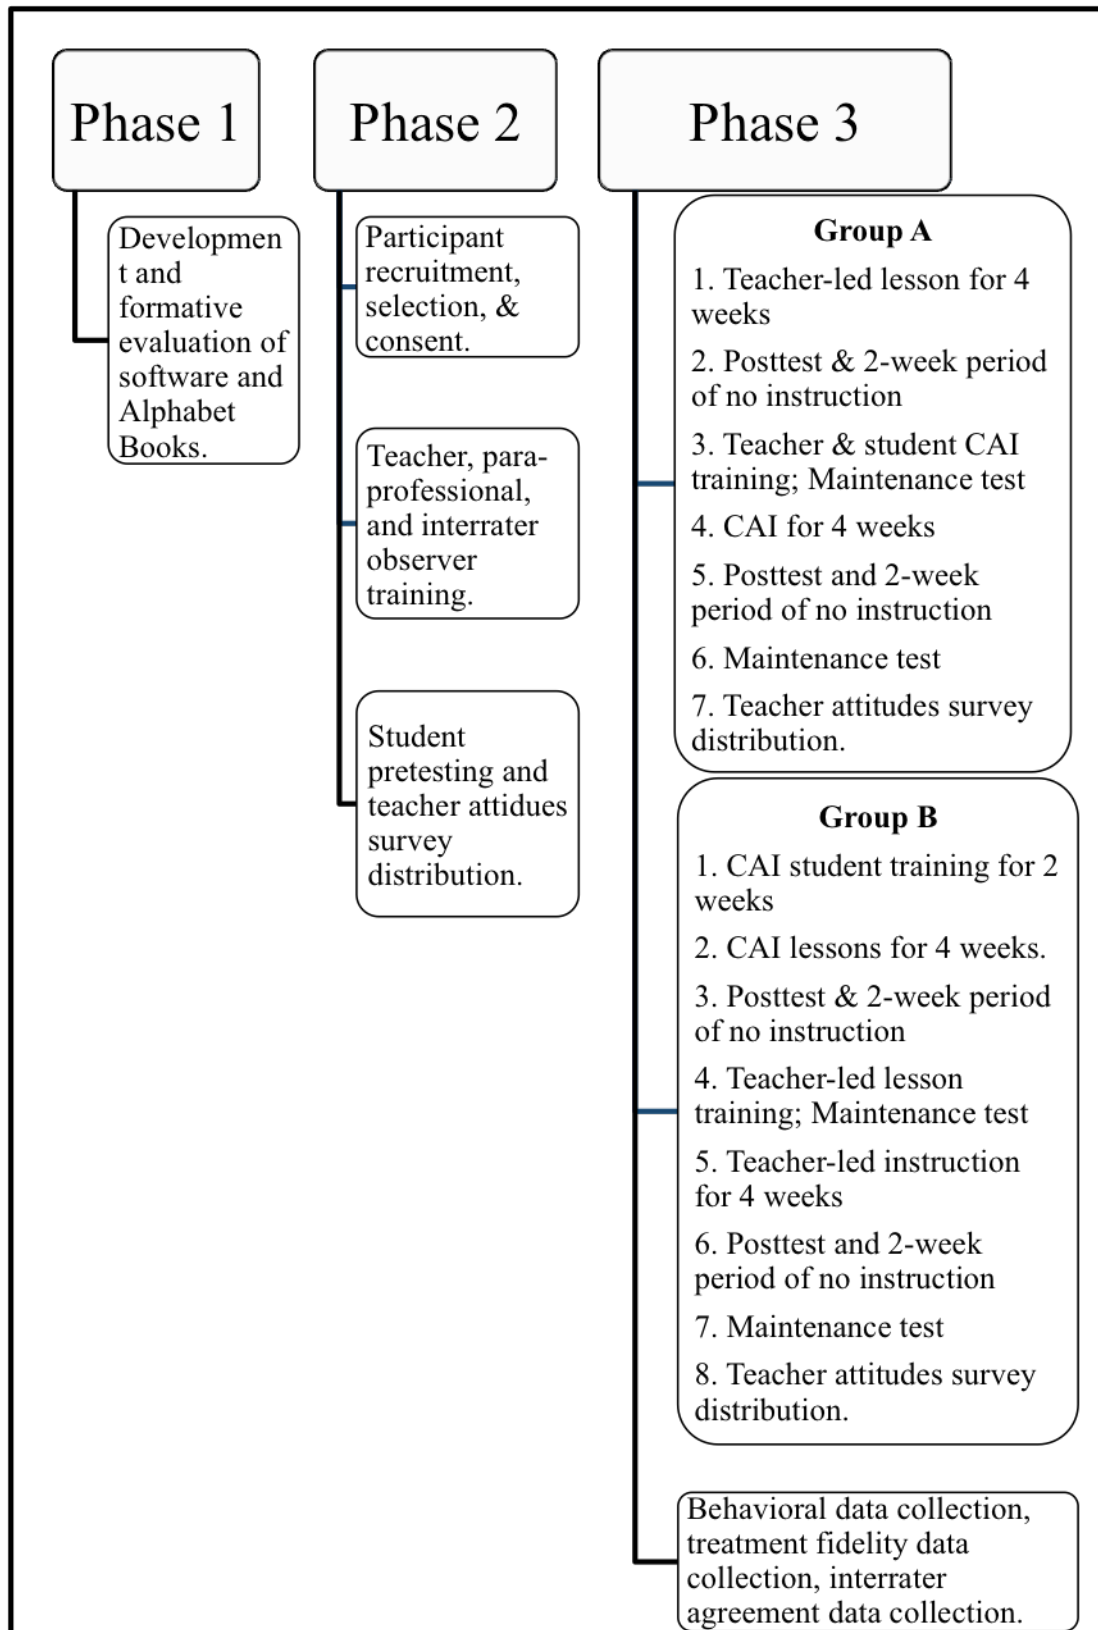 Phase 1
Developmen
t and
formative
evaluation of
software and
Alphabet
Books.
Phase 2
Participant
recruitment,
selection, &
consent.
Teacher, para-
professional,
and interrater
observer
training.
Student
pretesting and
teacher attidues
survey
distribution.
Phase 3
Group A
1. Teacher-led lesson for 4
weeks
2. Posttest & 2-week period
of no instruction
3. Teacher & student CAI
training; Maintenance test
4. CAI for 4 weeks
5. Posttest and 2-week
period of no instruction
6. Maintenance test
7. Teacher attitudes survey
distribution.
Group B
1. CAI student training for 2
weeks
2. CAI lessons for 4 weeks.
3. Posttest & 2-week period
of no instruction
4. Teacher-led lesson
training; Maintenance test
5. Teacher-led instruction
for 4 weeks
6. Posttest and 2-week
period of no instruction
7. Maintenance test
8. Teacher attitudes survey
distribution.
Behavioral data collection,
treatment fidelity data
collection, interrater
agreement data collection.